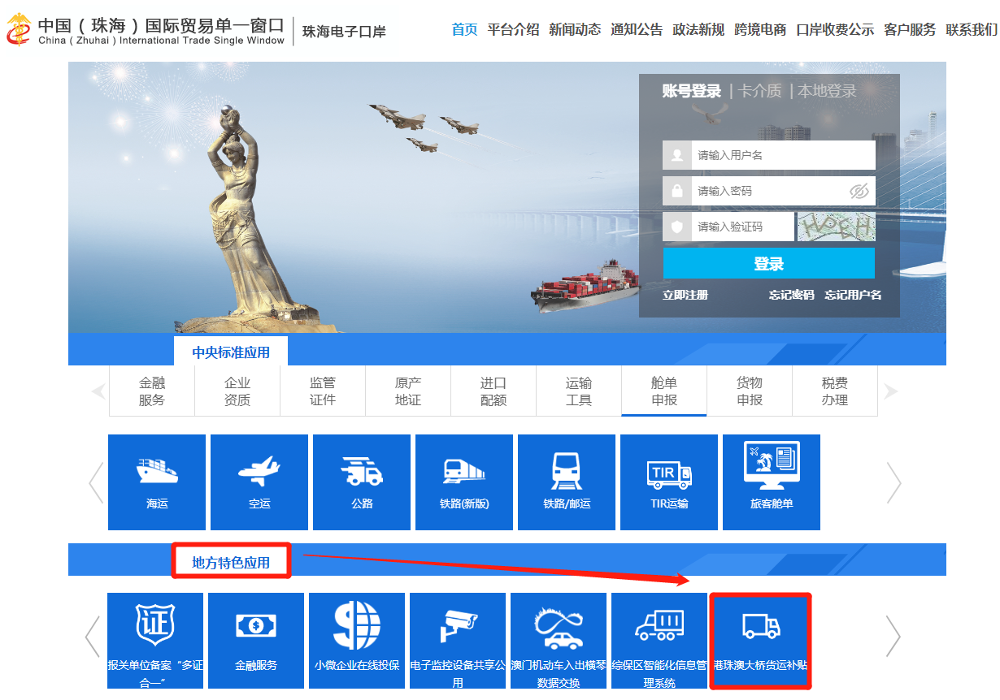 中国（珠海）国际贸易单一窗口
China (Zhuhai) International Trade Single Window
珠海电子口岸
首页 平台介绍 新闻动态 通知公告 政法新规 跨境电商 口岸收费公示 客户服务 联系我们
账号登录 | 卡介质 | 本地登录
请输入用户名
请输入密码
请输入验证码 HDEH
登录
立即注册 忘记密码 忘记用户名
中央标准应用
金融
服务
企业
资质
监管
证件
原产
地证
进口
配额
运输
工具
舱单
申报
货物
申报
税费
办理
海运
空运
公路
铁路(新版)
铁路/邮运
TIR
TIR运输
旅客舱单
地方特色应用
证
报关单位备案“多证
合一”
$
金融服务
小微企业在线投保
电子监控设备共享公
用
澳门机动车入出横琴
数据交换
综保区智能化信息管
理系统
港珠澳大桥货运补贴